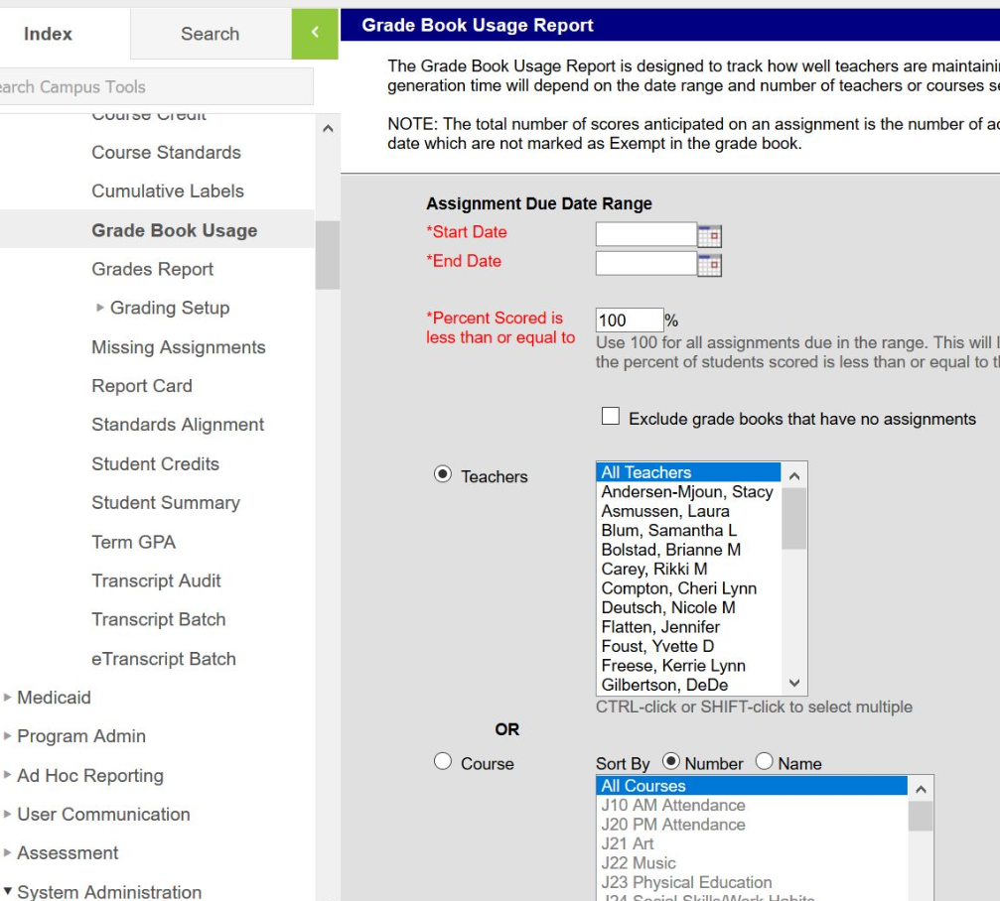 Index
Search
earch Campus Tools
Course Credit
Course Standards
Cumulative Labels
Grade Book Usage
Grades Report
Grading Setup
Missing Assignments
Report Card
Standards Alignment
Student Credits
Student Summary
Term GPA
Transcript Audit
Transcript Batch
eTranscript Batch
Medicaid
Program Admin
Ad Hoc Reporting
User Communication
Assessment
System Administration
Grade Book Usage Report
The Grade Book Usage Report is designed to track how well teachers are maintainin
generation time will depend on the date range and number of teachers or courses se
NOTE: The total number of scores anticipated on an assignment is the number of ac
date which are not marked as Exempt in the grade book.
Assignment Due Date Range
*Start Date
*End Date
*Percent Scored is
less than or equal to
100 %
Use 100 for all assignments due in the range. This will l
the percent of students scored is less than or equal to th
Exclude grade books that have no assignments
Teachers
All Teachers
Andersen-Mjoun, Stacy
Asmussen, Laura
Blum, Samantha L
Bolstad, Brianne M
Carey, Rikki M
Compton, Cheri Lynn
Deutsch, Nicole M
Flatten, Jennifer
Foust, Yvette D
Freese, Kerrie Lynn
Gilbertson, DeDe
CTRL-click or SHIFT-click to select multiple
OR
Course
Sort By Number Name
All Courses
J10 AM Attendance
J20 PM Attendance
J21 Art
J22 Music
J23 Physical Education
J24 Social Skills/Work Habits